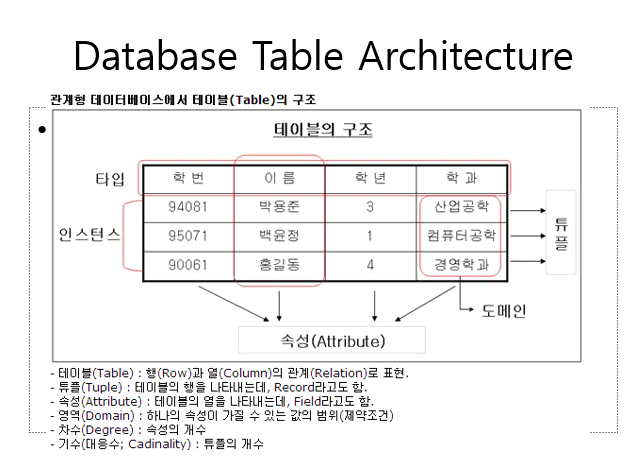 Database Table Architecture
관계형 데이터베이스에서 테이블(Table)의 구조
테이블의 구조
타입 학 번 이 름 학 년 학 과
94081 박용준 3 산업공학
인스턴스 95071 백윤정 1 컴퓨터공학 튜플
90061 홍길동 4 경영학과
도메인
속성(Attribute)
- 테이블(Table) : 행(Row)과 열(Column)의 관계(Relation)로 표현.
- 튜플(Tuple) : 테이블의 행을 나타내는데, Record라고도 함.
- 속성(Attribute) : 테이블의 열을 나타내는데, Field라고도 함.
- 영역(Domain) : 하나의 속성이 가질 수 있는 값의 범위(제약조건)
- 차수(Degree) : 속성의 개수
- 기수(대응수; Cadinality) : 튜플의 개수